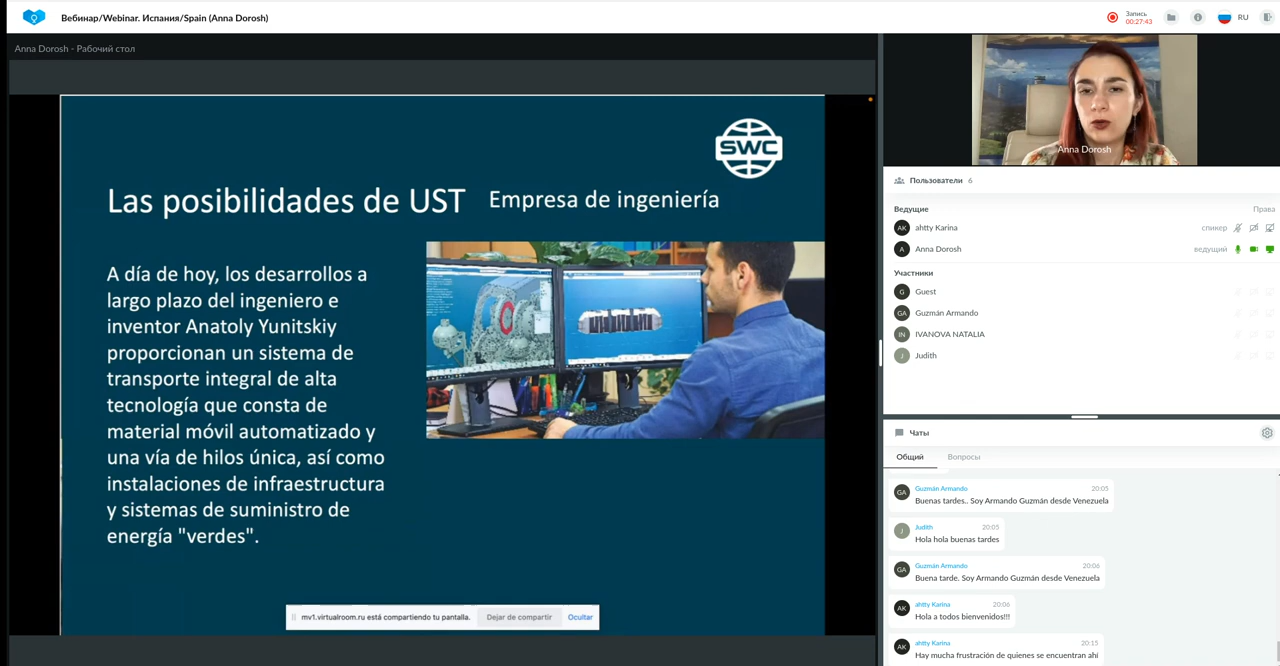 Вебинар/Webinar. Испания/Spain (Anna Dorosh)
Запись
00:27:43
RU
Anna Dorosh - Рабочий стол
SWC
Las posibilidades de UST Empresa de ingeniería
A día de hoy, los desarrollos a
largo plazo del ingeniero e
inventor Anatoly Yunitskiy
proporcionan un sistema de
transporte integral de alta
tecnología que consta de
material móvil automatizado y
una vía de hilos única, así como
instalaciones de infraestructura
y sistemas de suministro de
energía "verdes".
mv1.virtualroom.ru está compartiendo tu pantalla. Dejar de compartir Ocultar
Anna Dorosh
Пользователи 6
Ведущие Права
AK ahtty Karina спикер
A Anna Dorosh ведущий
Участники
G Guest
GA Guzmán Armando
IN IVANOVA NATALIA
J Judith
Чаты
Общий Вопросы
GA Guzmán Armando 20:05
Buenas tardes.. Soy Armando Guzmán desde Venezuela
J Judith 20:05
Hola hola buenas tardes
GA Guzmán Armando 20:06
Buena tarde. Soy Armando Guzmán desde Venezuela
AK ahtty Karina 20:06
Hola a todos bienvenidos!!!
AK ahtty Karina 20:15
Hay mucha frustración de quienes se encuentran ahí